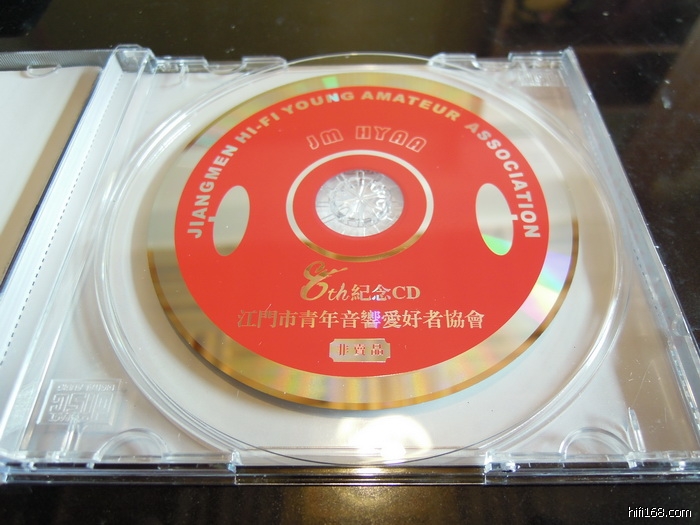 JIANGMEN HI-FI YOUNG AMATEUR ASSOCIATION
JM HYAA
8th紀念CD
江門市青年音響愛好者協會
非賣品
hifi168.com